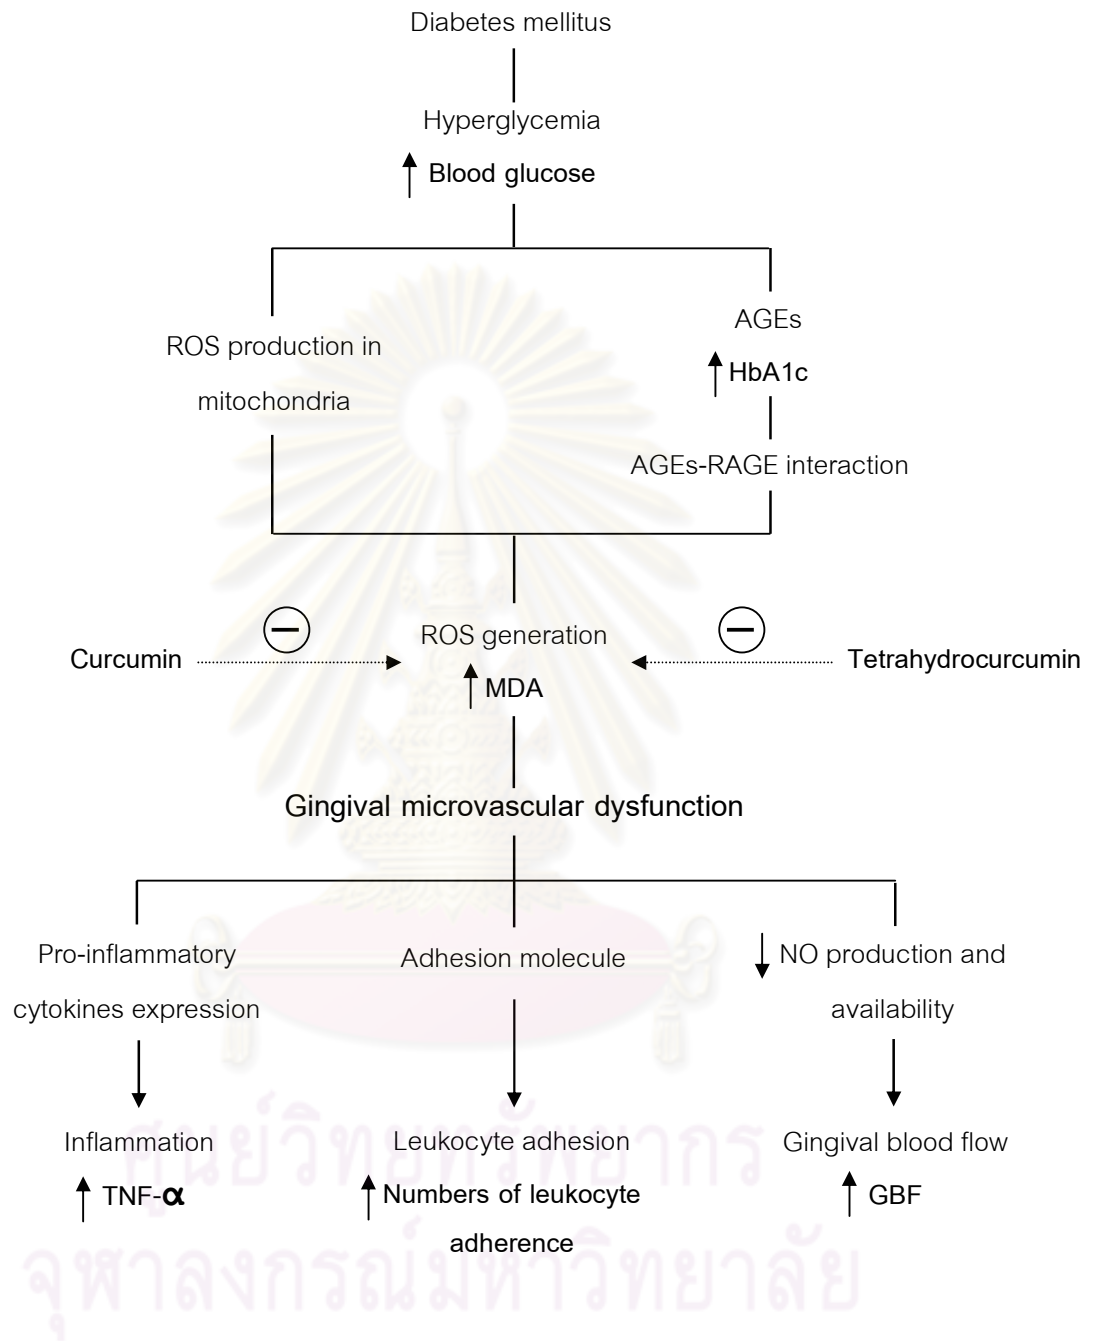 Diabetes mellitus
Hyperglycemia
↑ Blood glucose
ROS production in
mitochondria
AGEs
↑ HbA1c
AGEs-RAGE interaction
Curcumin
ROS generation
↑ MDA
Tetrahydrocurcumin
Gingival microvascular dysfunction
Pro-inflammatory
cytokines expression
Adhesion molecule
↓ NO production and
availability
Inflammation
↑ TNF-α
Leukocyte adhesion
↑ Numbers of leukocyte
adherence
Gingival blood flow
↑ GBF
ศูนย์วิทยทรัพยากร
จุฬาลงกรณ์มหาวิทยาลัย